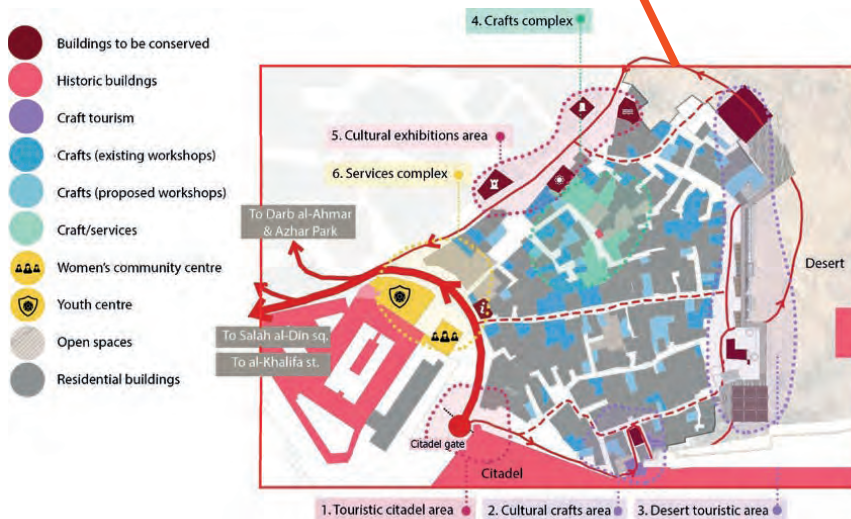 4. Crafts complex
Buildings to be conserved
Historic buildngs
Craft tourism
Crafts (existing workshops)
Crafts (proposed workshops)
Craft/services
Women's community centre
Youth centre
Open spaces
Residential buildings
5. Cultural exhibitions area
6. Services complex
To Darb al-Ahmar
& Azhar Park
Desert
To Salah al-Din sq.
To al-Khalifa st.
Citadel gate
Citadel
1. Touristic citadel area
2. Cultural crafts area
3. Desert touristic area